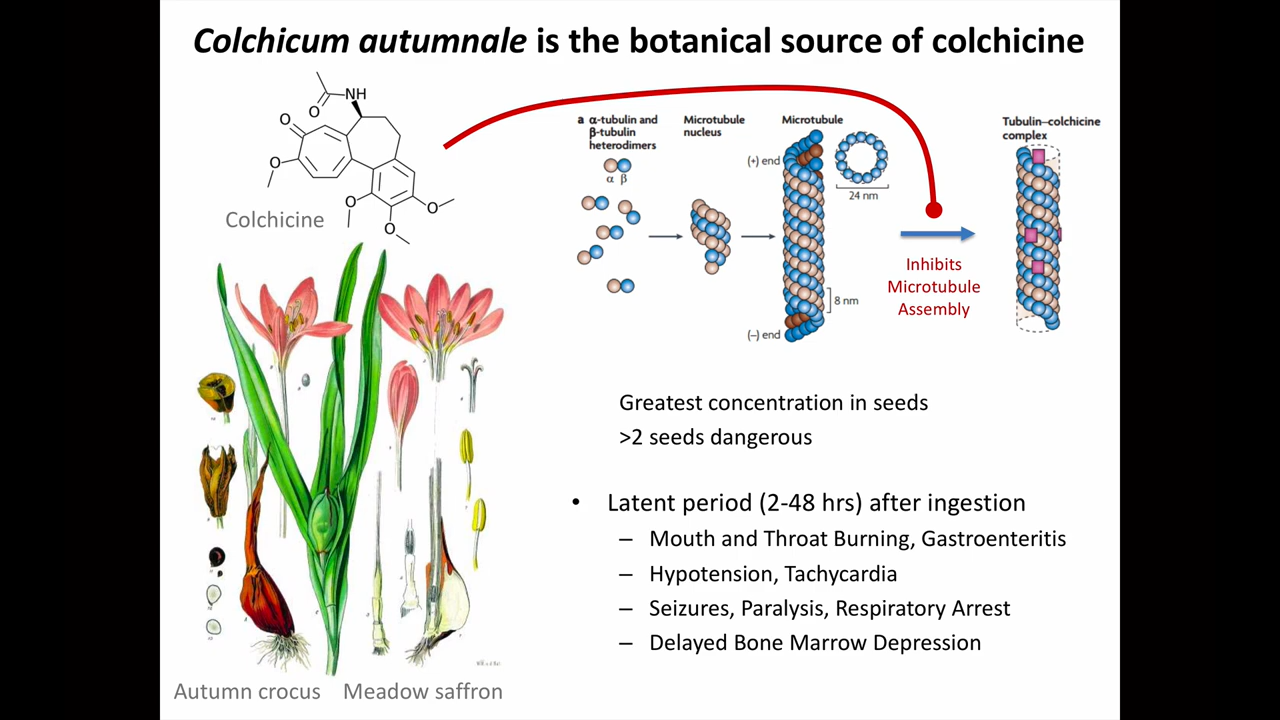 Colchicum autumnale is the botanical source of colchicine
NH
O
O
O
O
O
O
Colchicine
a α-tubulin and
β-tubulin
heterodimers
α β
Microtubule
nucleus
Microtubule
(+) end
24 nm
8 nm
(–) end
Inhibits
Microtubule
Assembly
Tubulin–colchicine
complex
Greatest concentration in seeds
>2 seeds dangerous
• Latent period (2-48 hrs) after ingestion
– Mouth and Throat Burning, Gastroenteritis
– Hypotension, Tachycardia
– Seizures, Paralysis, Respiratory Arrest
– Delayed Bone Marrow Depression
Autumn crocus Meadow saffron